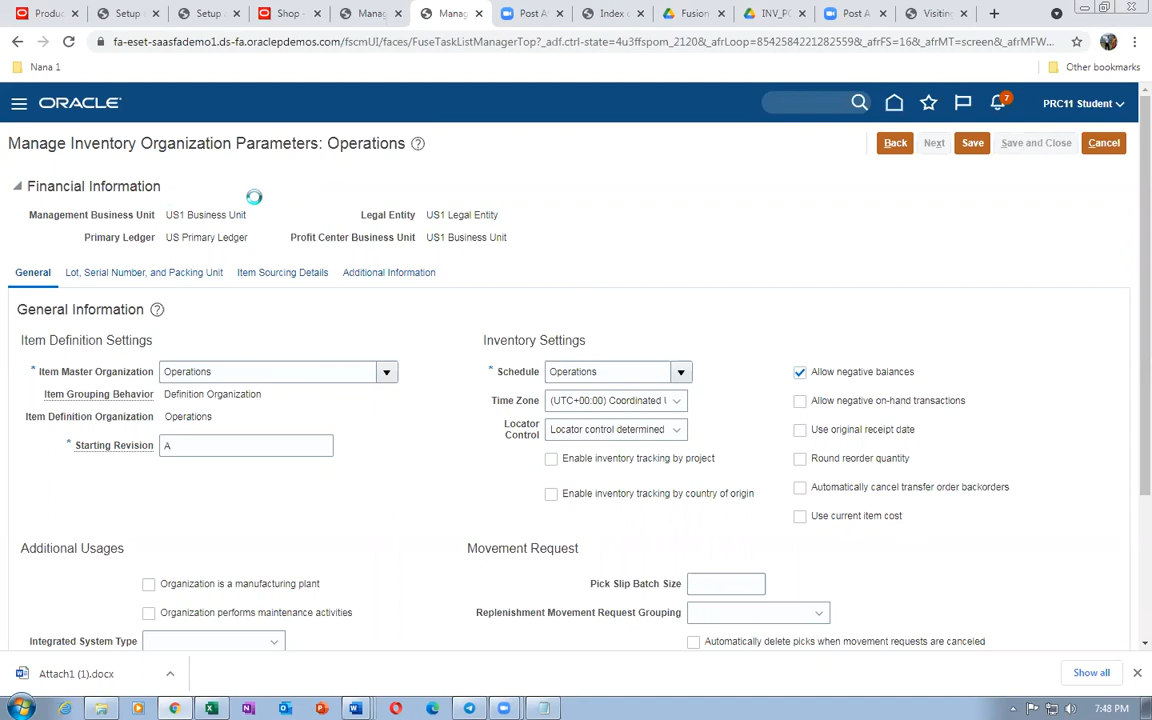 Produc
Setup a
Setup a
Shop -
Manag
Manag
Post At
Index o
Fusion
INV_PO
Post At
Visiting
fa-eset-saasfademo1.ds-fa.oraclepdemos.com/fscmUI/faces/FuseTaskListManagerTop?_adf.ctrl-state=4u3ffspom_2120&_afrLoop=8542584221282559&_afrFS=16&_afrMT=screen&_afrMFW...
Nana 1
Other bookmarks
ORACLE
7
PRC11 Student
Manage Inventory Organization Parameters: Operations
Back Next Save Save and Close Cancel
Financial Information
Management Business Unit US1 Business Unit Legal Entity US1 Legal Entity
Primary Ledger US Primary Ledger Profit Center Business Unit US1 Business Unit
General Lot, Serial Number, and Packing Unit Item Sourcing Details Additional Information
General Information
Item Definition Settings
* Item Master Organization Operations
Item Grouping Behavior Definition Organization
Item Definition Organization Operations
* Starting Revision A
Inventory Settings
* Schedule Operations
Time Zone (UTC+00:00) Coordinated
Locator Control Locator control determined
Enable inventory tracking by project
Enable inventory tracking by country of origin
Allow negative balances
Allow negative on-hand transactions
Use original receipt date
Round reorder quantity
Automatically cancel transfer order backorders
Use current item cost
Additional Usages
Organization is a manufacturing plant
Organization performs maintenance activities
Integrated System Type
Movement Request
Pick Slip Batch Size
Replenishment Movement Request Grouping
Automatically delete picks when movement requests are canceled
Attach1 (1).docx
Show all
7:48 PM